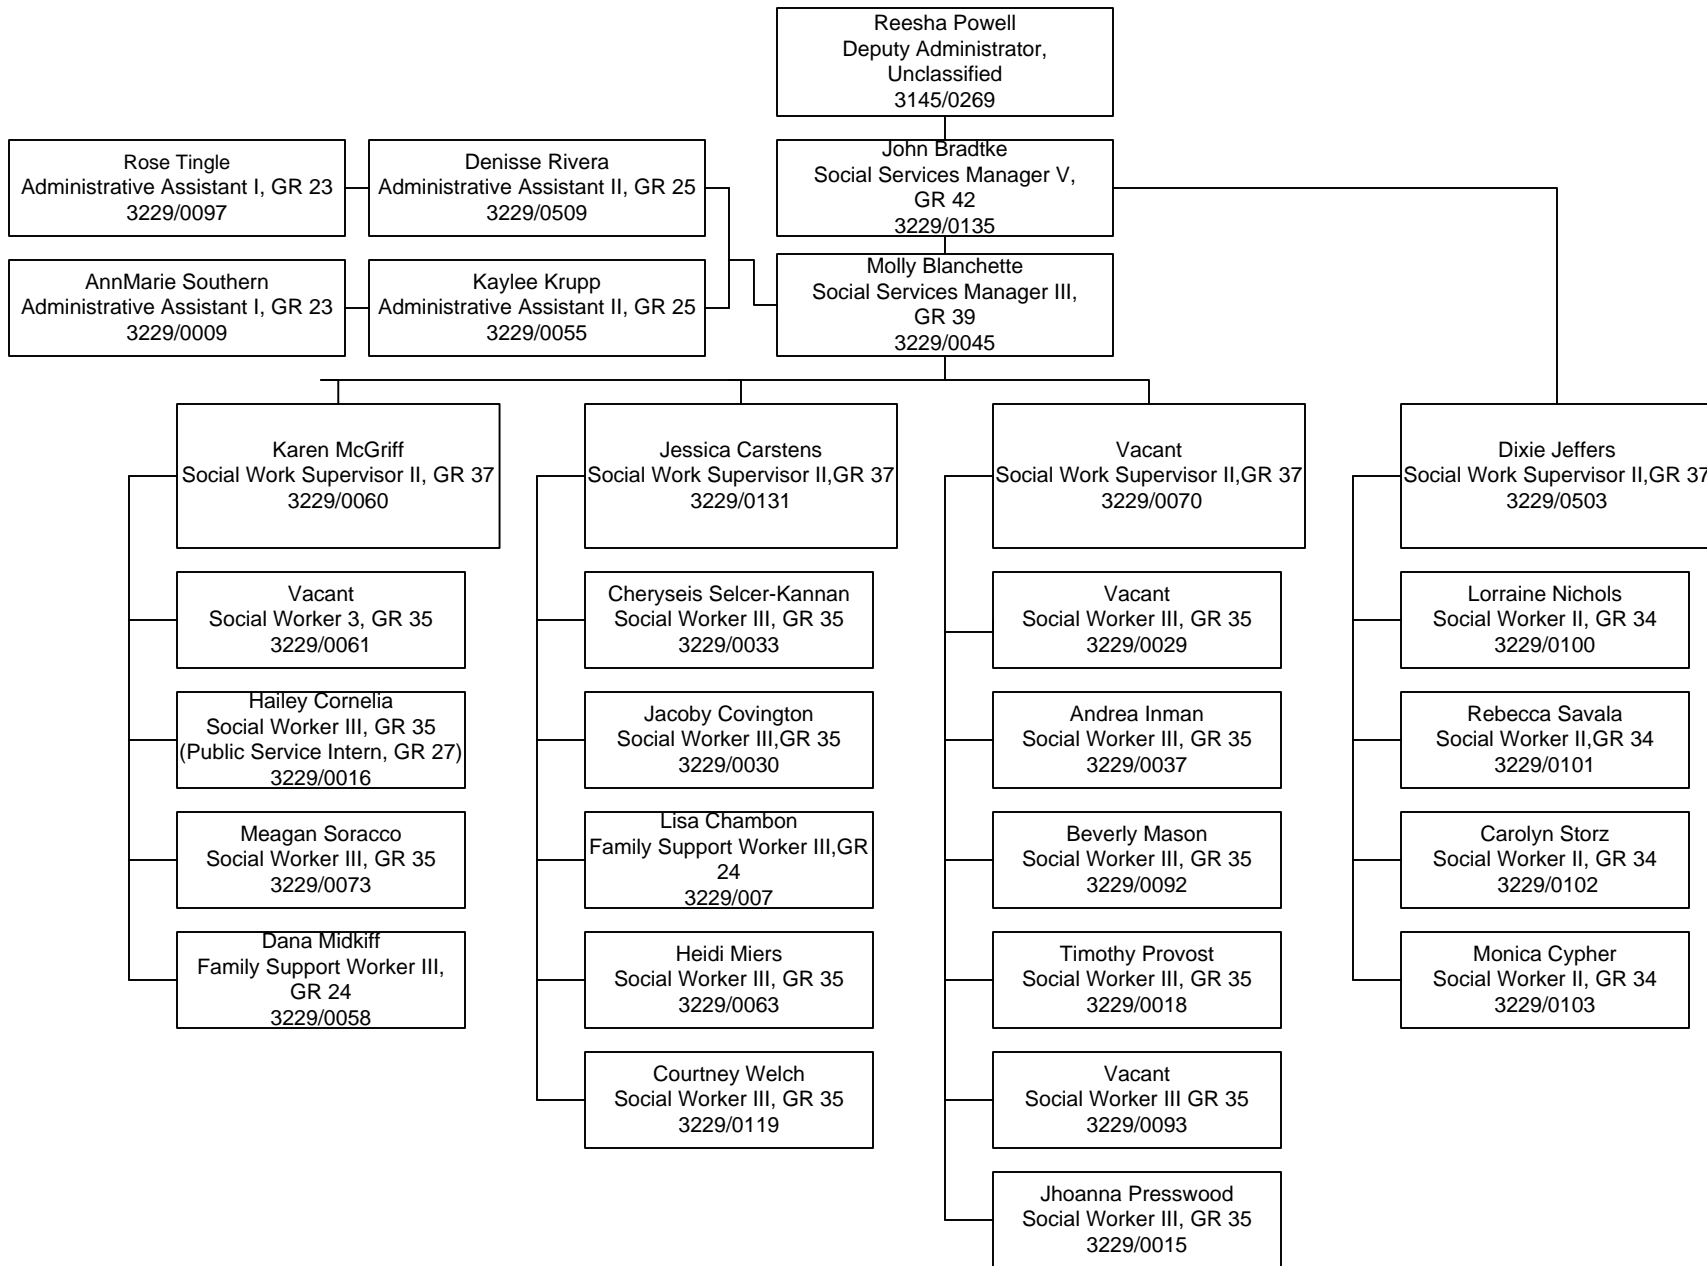 Reesha Powell
Deputy Administrator,
Unclassified
3145/0269
Rose Tingle
Administrative Assistant I, GR 23
3229/0097
Denisse Rivera
Administrative Assistant II, GR 25
3229/0509
John Bradtke
Social Services Manager V,
GR 42
3229/0135
AnnMarie Southern
Administrative Assistant I, GR 23
3229/0009
Kaylee Krupp
Administrative Assistant II, GR 25
3229/0055
Molly Blanchette
Social Services Manager III,
GR 39
3229/0045
Karen McGriff
Social Work Supervisor II, GR 37
3229/0060
Vacant
Social Worker 3, GR 35
3229/0061
Hailey Cornelia
Social Worker III, GR 35
(Public Service Intern, GR 27)
3229/0016
Meagan Soracco
Social Worker III, GR 35
3229/0073
Dana Midkiff
Family Support Worker III,
GR 24
3229/0058
Jessica Carstens
Social Work Supervisor II,GR 37
3229/0131
Cheryseis Selcer-Kannan
Social Worker III, GR 35
3229/0033
Jacoby Covington
Social Worker III,GR 35
3229/0030
Lisa Chambon
Family Support Worker III,GR
24
3229/007
Heidi Miers
Social Worker III, GR 35
3229/0063
Courtney Welch
Social Worker III, GR 35
3229/0119
Vacant
Social Work Supervisor II,GR 37
3229/0070
Vacant
Social Worker III, GR 35
3229/0029
Andrea Inman
Social Worker III, GR 35
3229/0037
Beverly Mason
Social Worker III, GR 35
3229/0092
Timothy Provost
Social Worker III, GR 35
3229/0018
Vacant
Social Worker III GR 35
3229/0093
Jhoanna Presswood
Social Worker III, GR 35
3229/0015
Dixie Jeffers
Social Work Supervisor II,GR 37
3229/0503
Lorraine Nichols
Social Worker II, GR 34
3229/0100
Rebecca Savala
Social Worker II,GR 34
3229/0101
Carolyn Storz
Social Worker II, GR 34
3229/0102
Monica Cypher
Social Worker II, GR 34
3229/0103